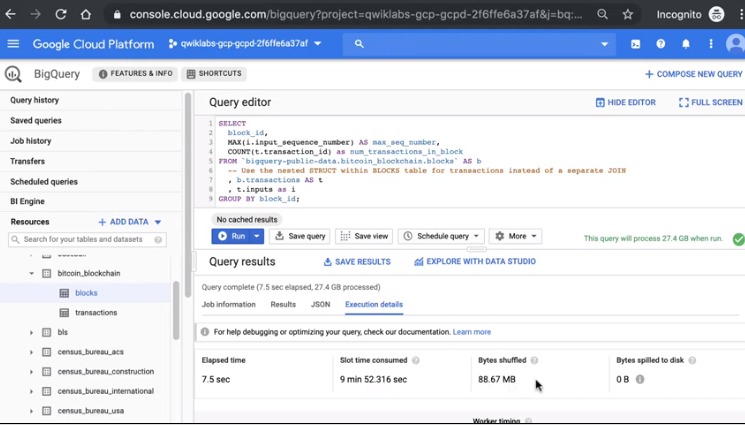 console.cloud.google.com/bigquery?project=qwiklabs-gcp-gcpd-2f6ffe6a37af&j=bq:... Incognito
Google Cloud Platform qwiklabs-gcp-gcpd-2f6ffe6a37af
BigQuery FEATURES & INFO SHORTCUTS + COMPOSE NEW QUERY
Query history
Saved queries
Job history
Transfers
Scheduled queries
BI Engine
Resources + ADD DATA
Search for your tables and datasets
bitcoin_blockchain
blocks
transactions
bls
census_bureau_acs
census_bureau_construction
census_bureau_international
census_bureau_usa
Query editor HIDE EDITOR FULL SCREEN
1 SELECT
2 block_id,
3 MAX(i.input_sequence_number) AS max_seq_number,
4 COUNT(t.transaction_id) as num_transactions_in_block
5 FROM `bigquery-public-data.bitcoin_blockchain.blocks` AS b
6 -- Use the nested STRUCT within BLOCKS table for transactions instead of a separate JOIN
7 , b.transactions AS t
8 , t.inputs as i
9 GROUP BY block_id;
No cached results
Run Save query Save view Schedule query More This query will process 27.4 GB when run.
Query results SAVE RESULTS EXPLORE WITH DATA STUDIO
Query complete (7.5 sec elapsed, 27.4 GB processed)
Job information Results JSON Execution details
For help debugging or optimizing your query, check our documentation. Learn more
Elapsed time Slot time consumed Bytes shuffled Bytes spilled to disk
7.5 sec 9 min 52.316 sec 88.67 MB 0 B
Worker timing